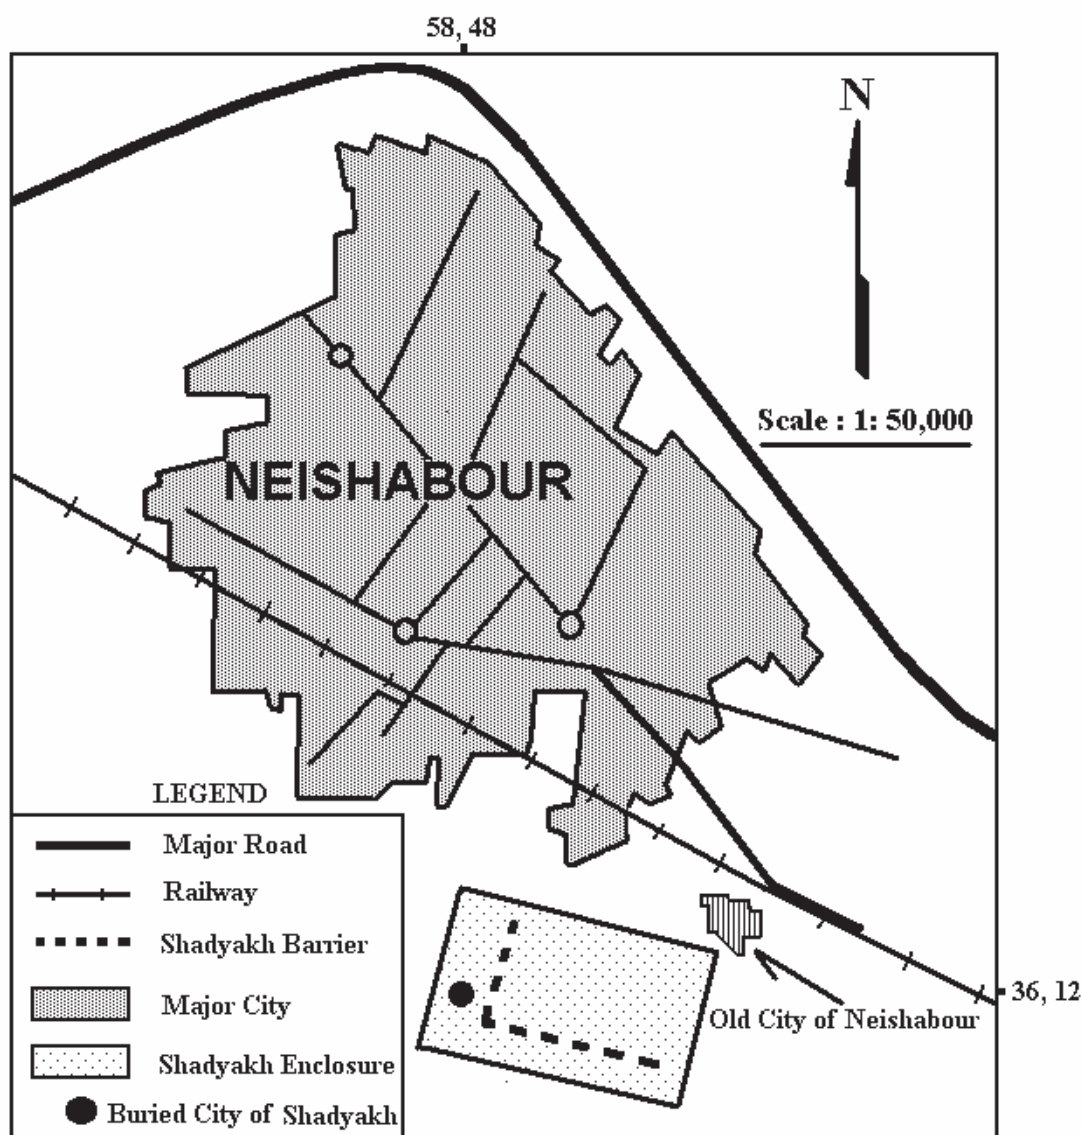 58, 48
N
Scale : 1: 50,000
NEISHABOUR
LEGEND
Major Road
Railway
Shadyakh Barrier
Major City
Shadyakh Enclosure
Buried City of Shadyakh
36, 12
Old City of Neishabour